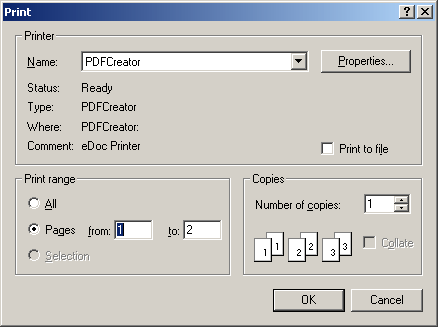 Print
Printer
Name: PDFCreator Properties...
Status: Ready
Type: PDFCreator
Where: PDFCreator:
Comment: eDoc Printer
Print to file
Print range
All
Pages from: 1 to: 2
Selection
Copies
Number of copies: 1
1 1 2 2 3 3
Collate
OK Cancel